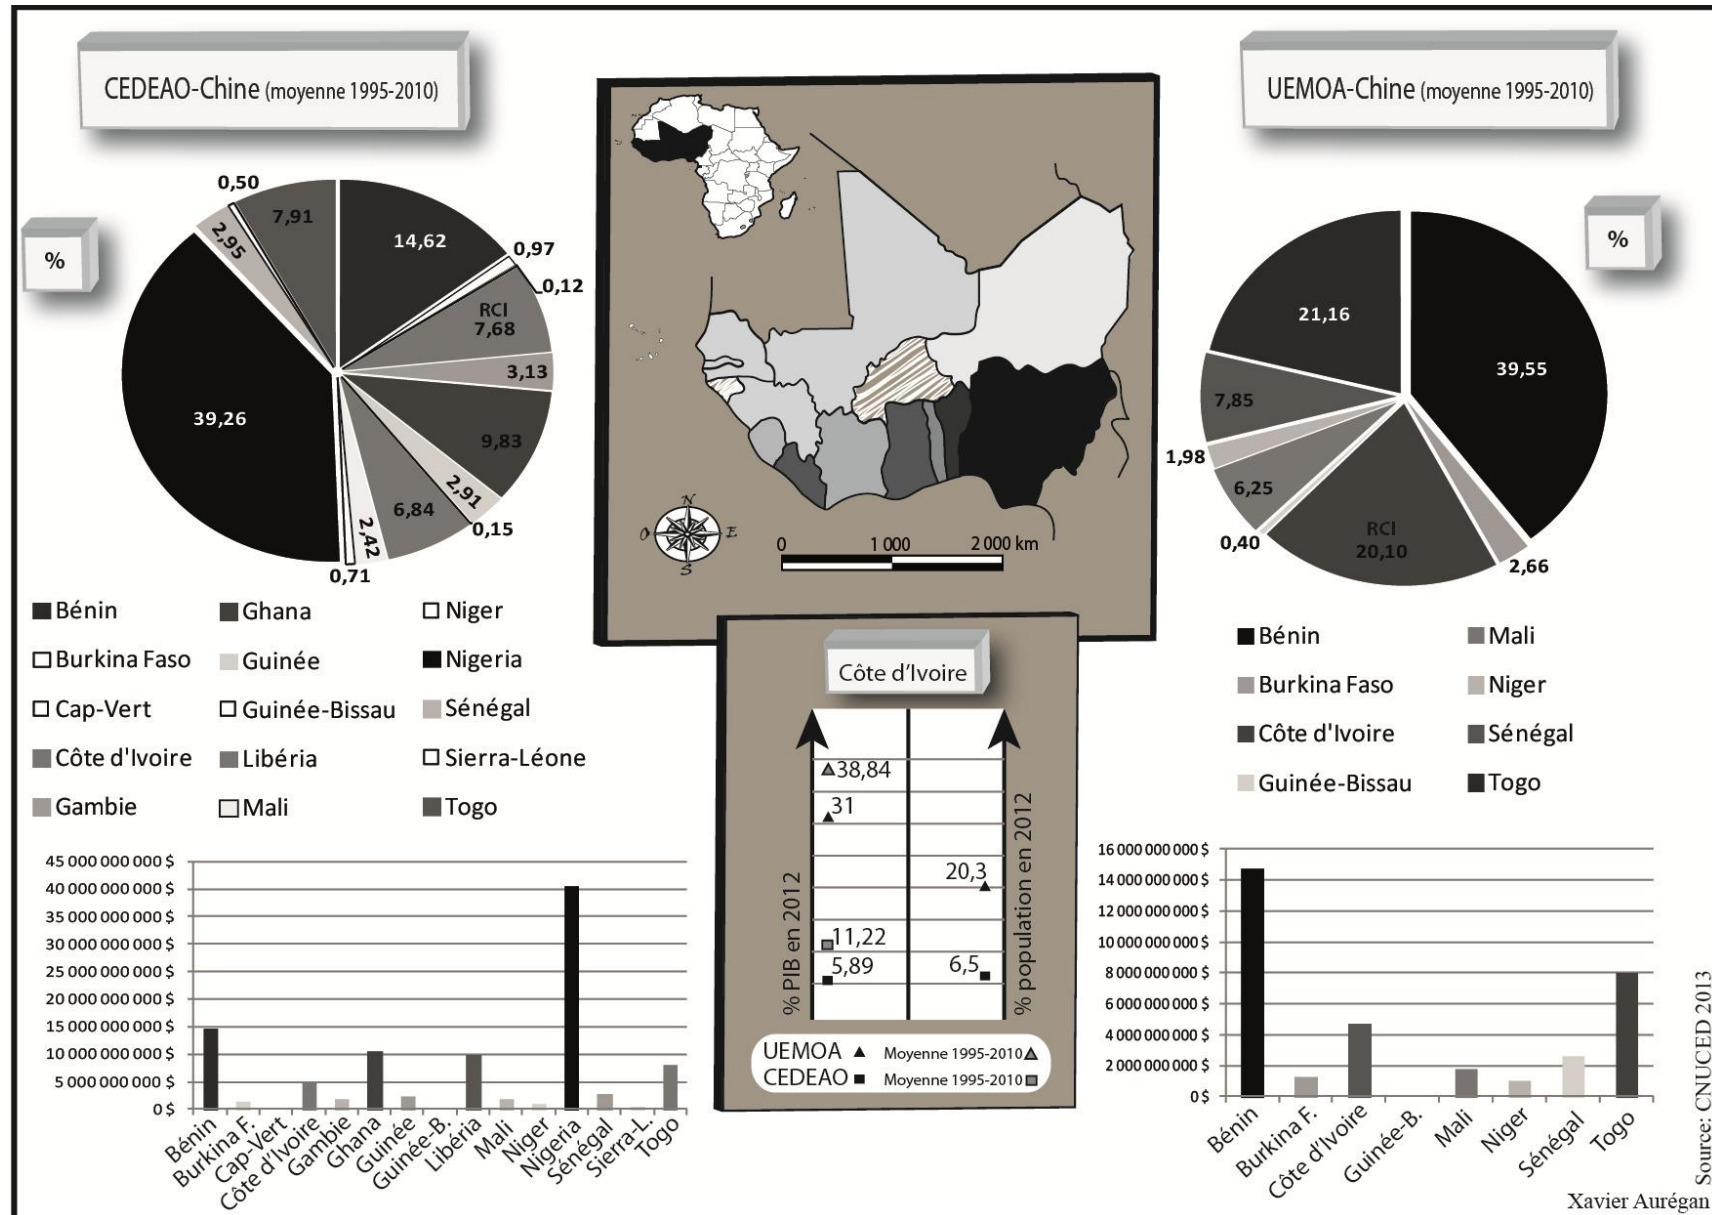 CEDEAO-Chine (moyenne 1995-2010)
%
0,50
7,91
14,62
0,97
0,12
RCI
7,68
3,13
9,83
2,91
0,15
6,84
2,42
0,71
39,26
2,95
Bénin
Ghana
Niger
Burkina Faso
Guinée
Nigeria
Cap-Vert
Guinée-Bissau
Sénégal
Côte d'Ivoire
Libéria
Sierra-Léone
Gambie
Mali
Togo
45 000 000 000 $
40 000 000 000 $
35 000 000 000 $
30 000 000 000 $
25 000 000 000 $
20 000 000 000 $
15 000 000 000 $
10 000 000 000 $
5 000 000 000 $
0 $
Bénin
Burkina F.
Cap-Vert
Côte d'Ivoire
Gambie
Ghana
Guinée
Guinée-B.
Libéria
Mali
Niger
Nigeria
Sénégal
Sierra-L.
Togo
N
O
E
S
0 1 000 2 000 km
Côte d'Ivoire
38,84
31
20,3
11,22
5,89
6,5
% PIB en 2012
% population en 2012
UEMOA Moyenne 1995-2010
CEDEAO Moyenne 1995-2010
UEMOA-Chine (moyenne 1995-2010)
%
39,55
2,66
RCI
20,10
0,40
6,25
1,98
7,85
21,16
Bénin
Mali
Burkina Faso
Niger
Côte d'Ivoire
Sénégal
Guinée-Bissau
Togo
16 000 000 000 $
14 000 000 000 $
12 000 000 000 $
10 000 000 000 $
8 000 000 000 $
6 000 000 000 $
4 000 000 000 $
2 000 000 000 $
0 $
Bénin
Burkina F.
Côte d'Ivoire
Guinée-B.
Mali
Niger
Sénégal
Togo
Source: CNUCED 2013
Xavier Aurégan